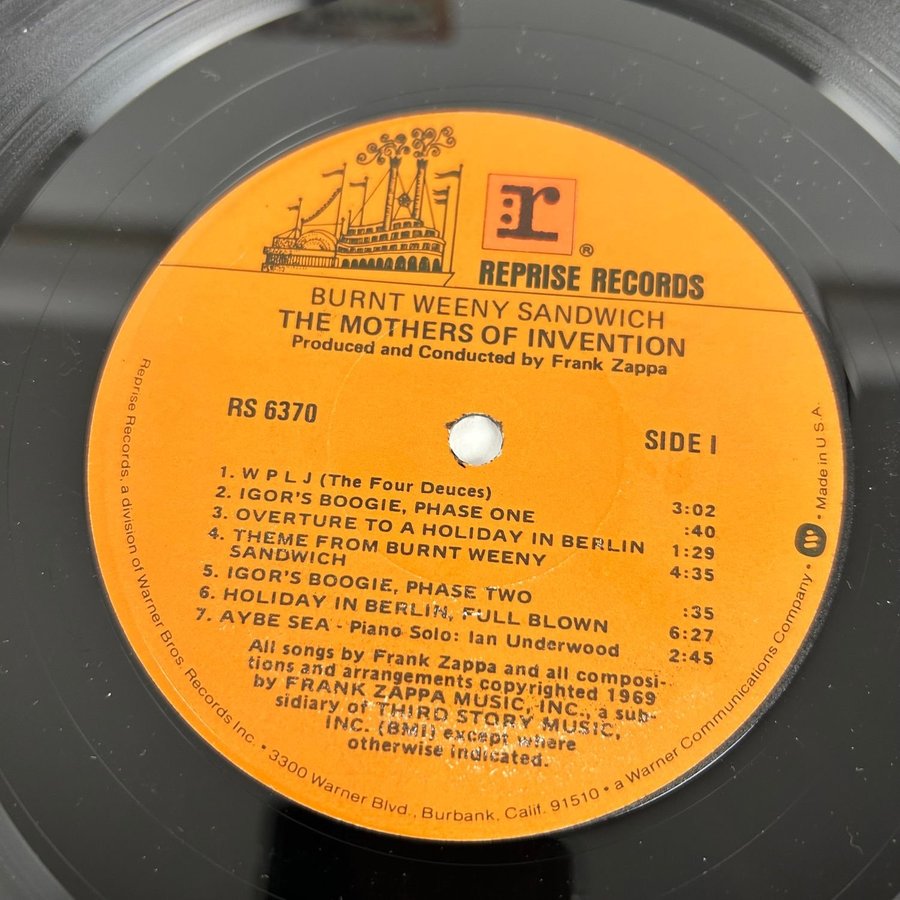 r
®
REPRISE RECORDS
BURNT WEENY SANDWICH
THE MOTHERS OF INVENTION
Produced and Conducted by Frank Zappa
RS 6370
SIDE I
1. W P L J (The Four Deuces) 3:02
2. IGOR'S BOOGIE, PHASE ONE :40
3. OVERTURE TO A HOLIDAY IN BERLIN 1:29
4. THEME FROM BURNT WEENY
SANDWICH 4:35
5. IGOR'S BOOGIE, PHASE TWO :35
6. HOLIDAY IN BERLIN, FULL BLOWN 6:27
7. AYBE SEA - Piano Solo: Ian Underwood 2:45
All songs by Frank Zappa and all composi-
tions and arrangements copyrighted 1969
by FRANK ZAPPA MUSIC, INC., a sub-
sidiary of THIRD STORY MUSIC,
INC. (BMI) except where
otherwise indicated.
Reprise Records, a division of Warner Bros. Records Inc. • 3300 Warner Blvd., Burbank, Calif. 91510 • a Warner Communications Company • W • Made in U.S.A.